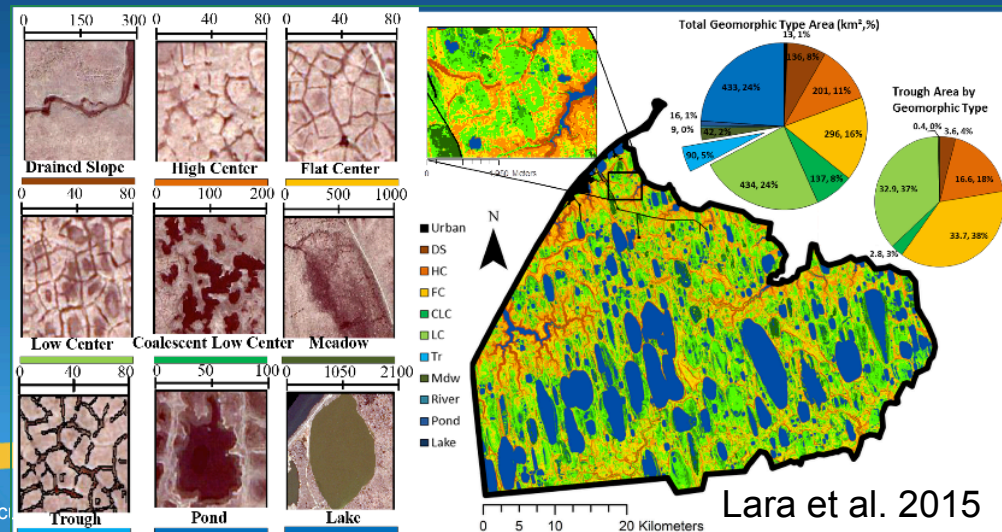 0 150 300
0 40 80
0 40 80
Drained Slope
High Center
Flat Center
0 40 80
0 100 200
0 500 1000
Low Center
Coalescent Low Center
Meadow
0 40 80
0 50 100
0 1050 2100
Trough
Pond
Lake
Meters
Total Geomorphic Type Area (km²,%)
13, 1%
136, 8%
201, 11%
296, 16%
137, 8%
434, 24%
90, 5%
42, 2%
9, 0%
16, 1%
433, 24%
Trough Area by
Geomorphic Type
0.4, 0%
3.6, 4%
16.6, 18%
33.7, 38%
2.8, 3%
32.9, 37%
N
Urban
DS
HC
FC
CLC
LC
Tr
Mdw
River
Pond
Lake
0 5 10 20 Kilometers
Lara et al. 2015